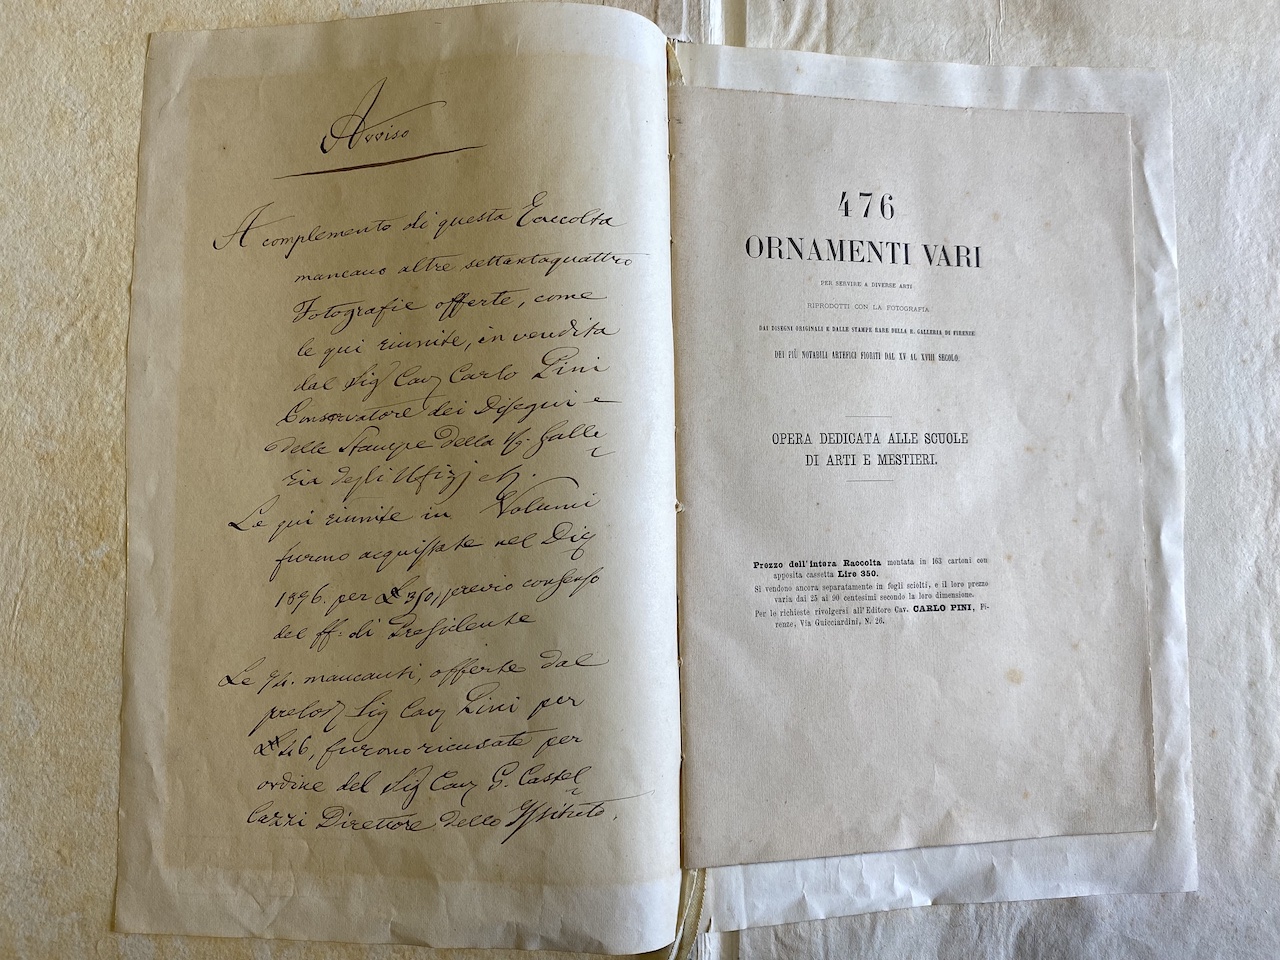 Avviso
A complemento di questa Raccolta
mancano altre settantaquattro
Fotografie offerte, come
le qui riunite, in vendita
dal Sig Cav Carlo Pini
Conservatore dei Disegni e
delle Stampe della R. Galle-
ria degli Ufizj
Le qui riunite in Volumi
furono acquistate nel Dic
per £ 350, previo consenso
del ff: di Presidente
Le 74. mancanti, offerte dal
prelod Sig Cav Pini per
£ 46, furono ricusate per
ordine del Sig Cav G. Castel-
lazzi Direttore dello Istituto.
476
ORNAMENTI VARI
PER SERVIRE A DIVERSE ARTI
RIPRODOTTI CON LA FOTOGRAFIA
DAI DISEGNI ORIGINALI E DALLE STAMPE RARE DELLA R. GALLERIA DI FIRENZE
DEI PIÙ NOTABILI ARTEFICI FIORITI DAL XV AL XVIII SECOLO.
OPERA DEDICATA ALLE SCUOLE
DI ARTI E MESTIERI.
Prezzo dell'intera Raccolta montata in 163 cartoni con
apposita cassetta Lire 350.
Si vendono ancora separatamente in fogli sciolti, e il loro prezzo
varia dai 25 ai 90 centesimi secondo la loro dimensione.
Per le richieste rivolgersi all'Editore Cav. CARLO PINI, Fi-
renze, Via Guicciardini, N. 26.